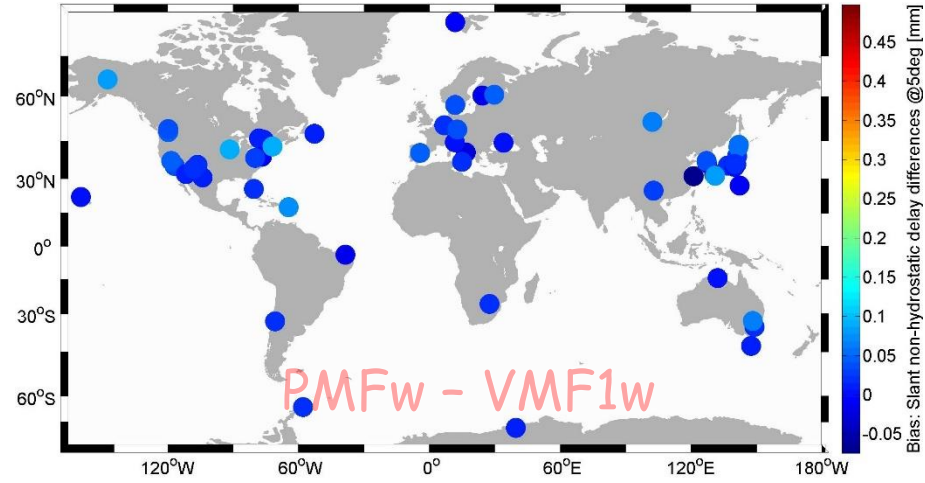 60°N
30°N
0°
30°S
60°S
120°W
60°W
0°
60°E
120°E
180°W
PMFw - VMF1w
0.45
0.4
0.35
0.3
0.25
0.2
0.15
0.1
0.05
0
-0.05
Bias: Slant non-hydrostatic delay differences @5deg [mm]